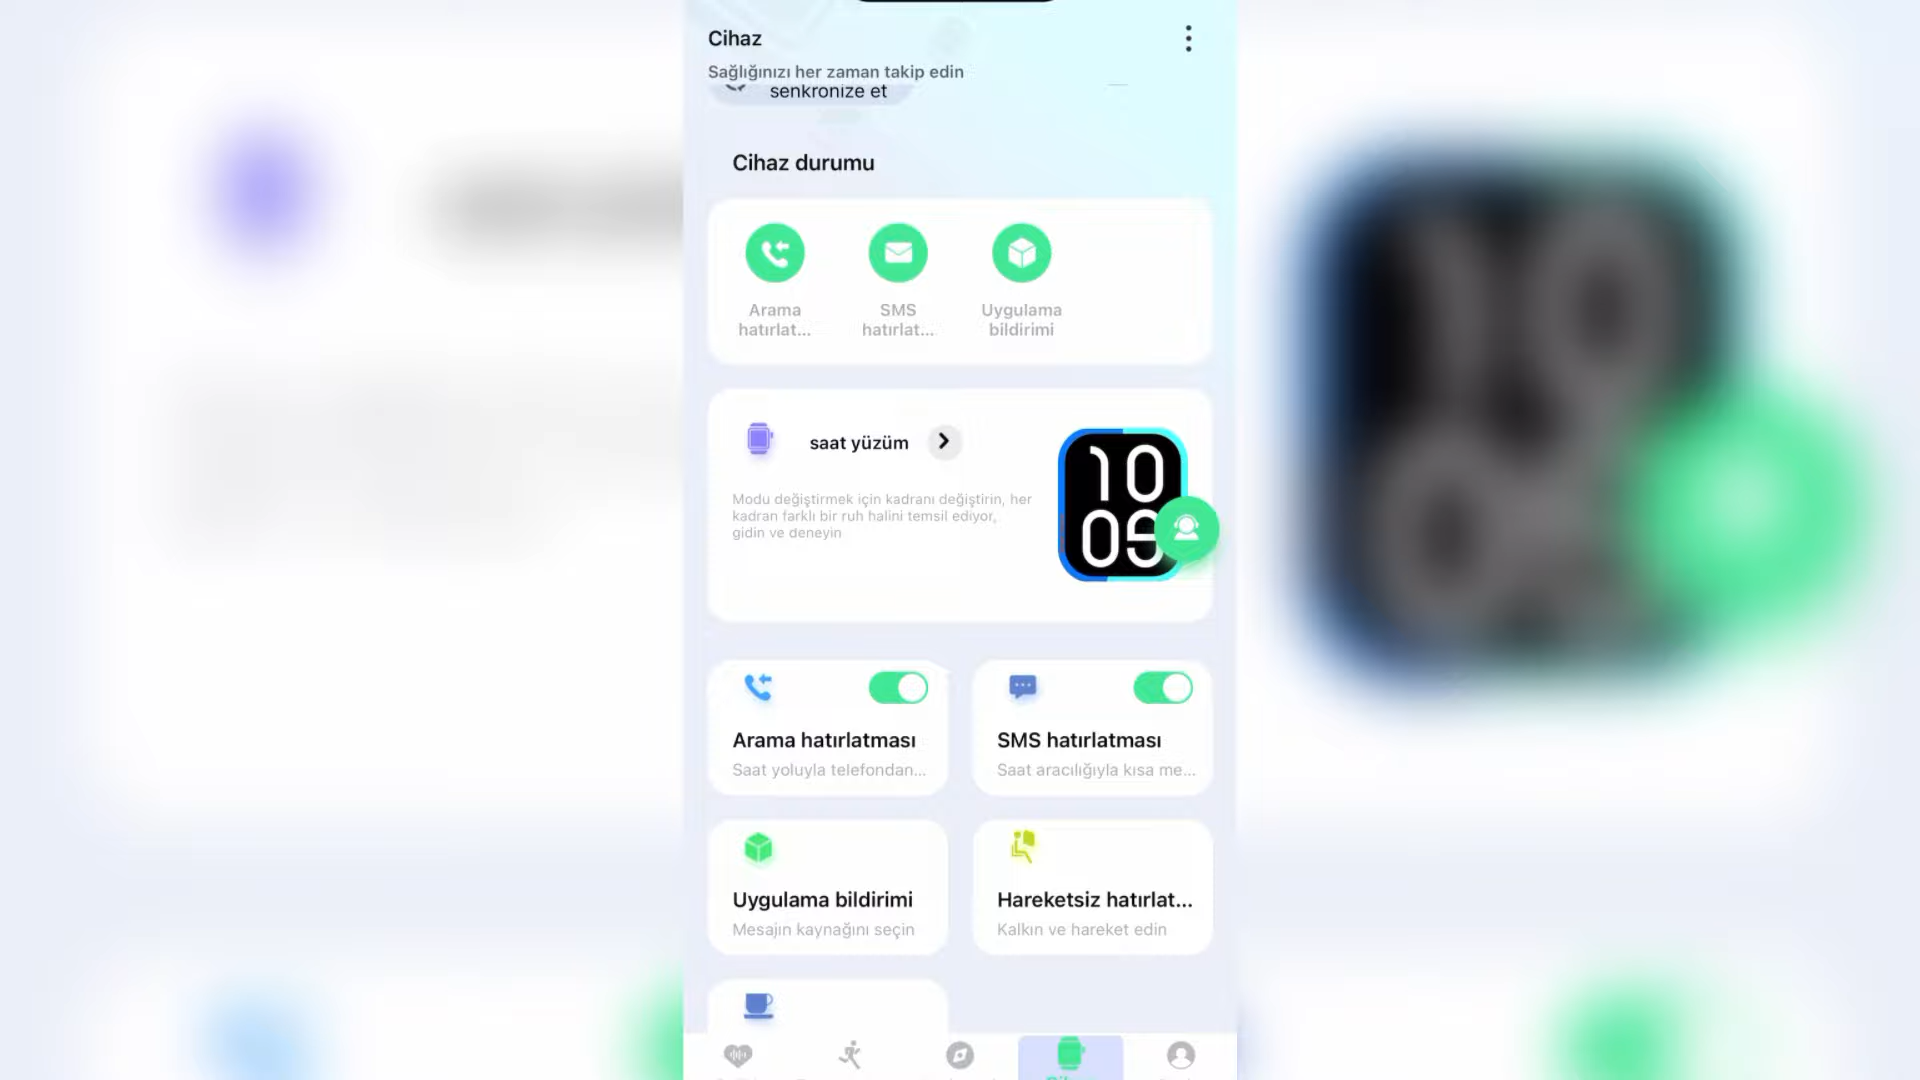 Cihaz
Sağlığınızı her zaman takip edin
senkronize et
Cihaz durumu
Arama
hatırlat...
SMS
hatırlat...
Uygulama
bildirimi
saat yüzüm
Modu değiştirmek için kadranı değiştirin, her
kadran farklı bir ruh halini temsil ediyor,
gidin ve deneyin
10
09
Arama hatırlatması
Saat yoluyla telefondan...
SMS hatırlatması
Saat aracılığıyla kısa me...
Uygulama bildirimi
Mesajın kaynağını seçin
Hareketsiz hatırlat...
Kalkın ve hareket edin